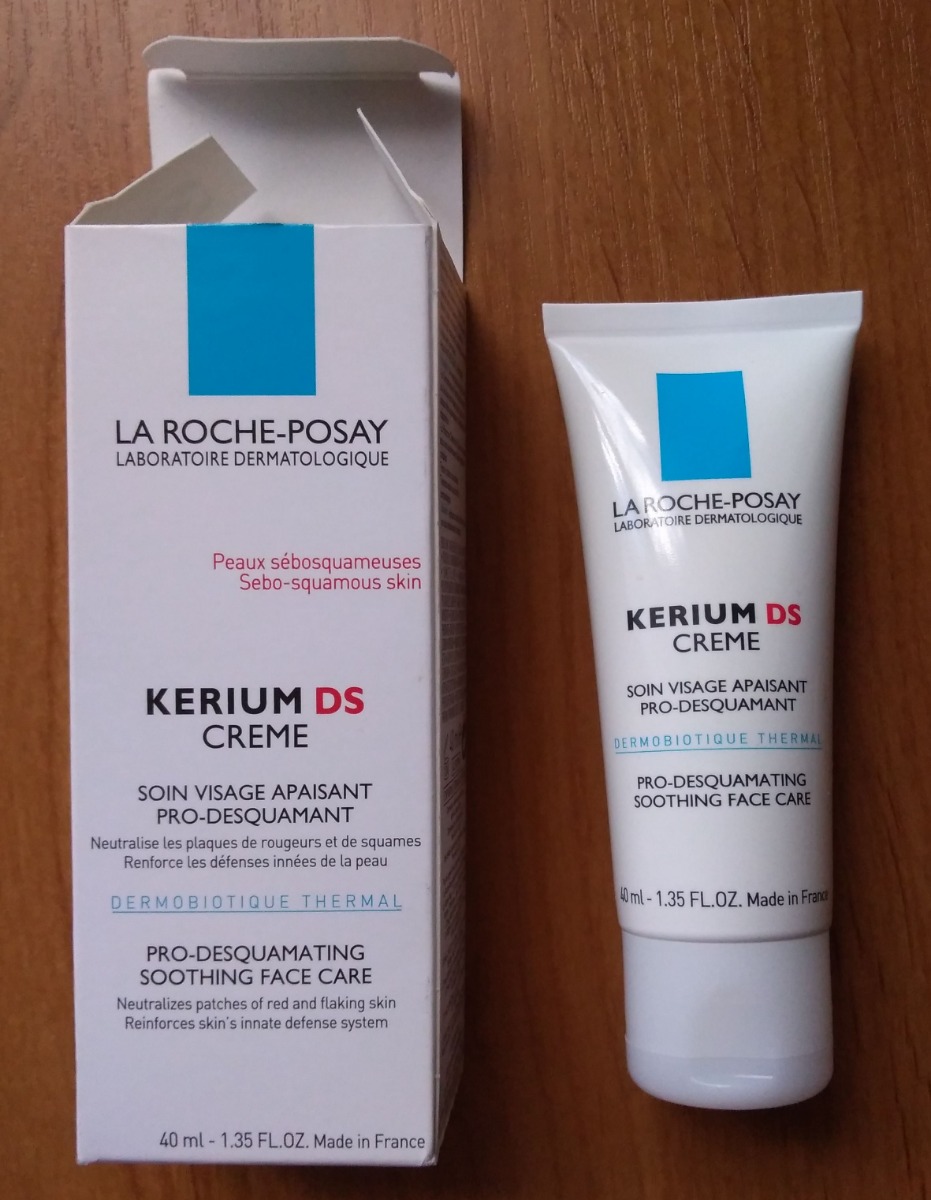 LA ROCHE-POSAY
LABORATOIRE DERMATOLOGIQUE
Peaux sébosquameuses
Sebo-squamous skin
KERIUM DS
CREME
SOIN VISAGE APAISANT
PRO-DESQUAMANT
Neutralise les plaques de rougeurs et de squames
Renforce les défenses innées de la peau
DERMOBIOTIQUE THERMAL
PRO-DESQUAMATING
SOOTHING FACE CARE
Neutralizes patches of red and flaking skin
Reinforces skin's innate defense system
40 ml - 1.35 FL.OZ. Made in France
LA ROCHE-POSAY
LABORATOIRE DERMATOLOGIQUE
KERIUM DS
CREME
SOIN VISAGE APAISANT
PRO-DESQUAMANT
DERMOBIOTIQUE THERMAL
PRO-DESQUAMATING
SOOTHING FACE CARE
40 ml - 1.35 FL.OZ. Made in France